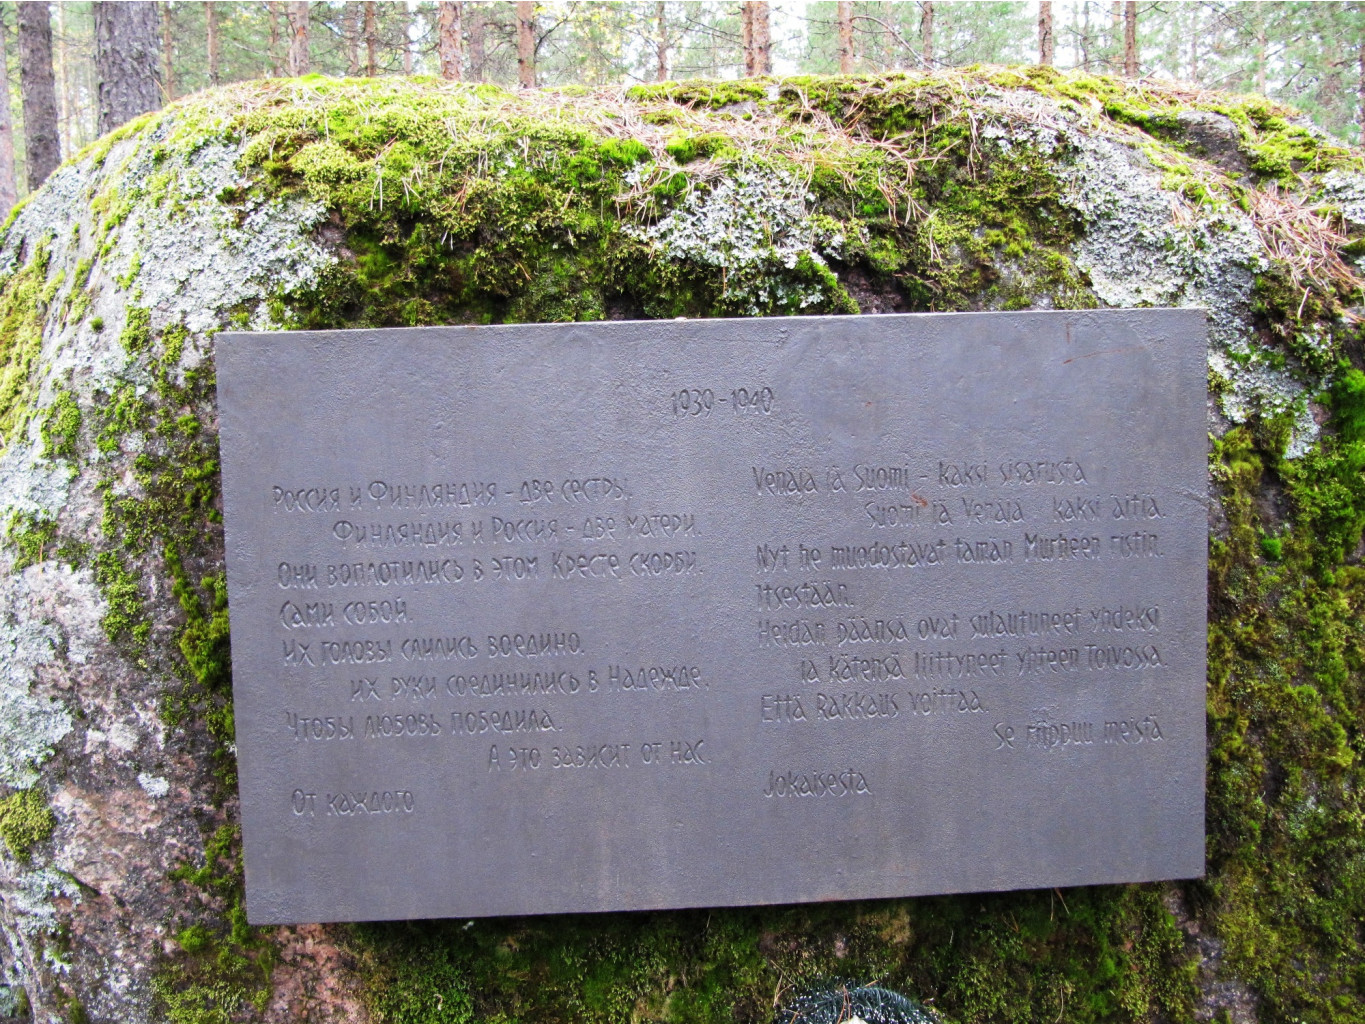 1939-1940
Россия и Финляндия - две сестры.
Финляндия и Россия - две матери.
Они воплотились в этом Кресте скорби.
Сами собой.
Их головы слились воедино.
их руки соединились в Надежде.
Чтобы любовь победила.
А это зависит от нас.
От каждого
Venäjä ja Suomi - kaksi sisarusta
Suomi ja Venäjä kaksi äitiä.
Nyt he muodostavat tämän Murheen ristin.
Itsestään.
Heidän päänsä ovat sulautuneet yhdeksi
ja kätensä liittyneet yhteen Toivossa.
Että Rakkaus voittaa.
Se riippuu meistä
Jokaisesta